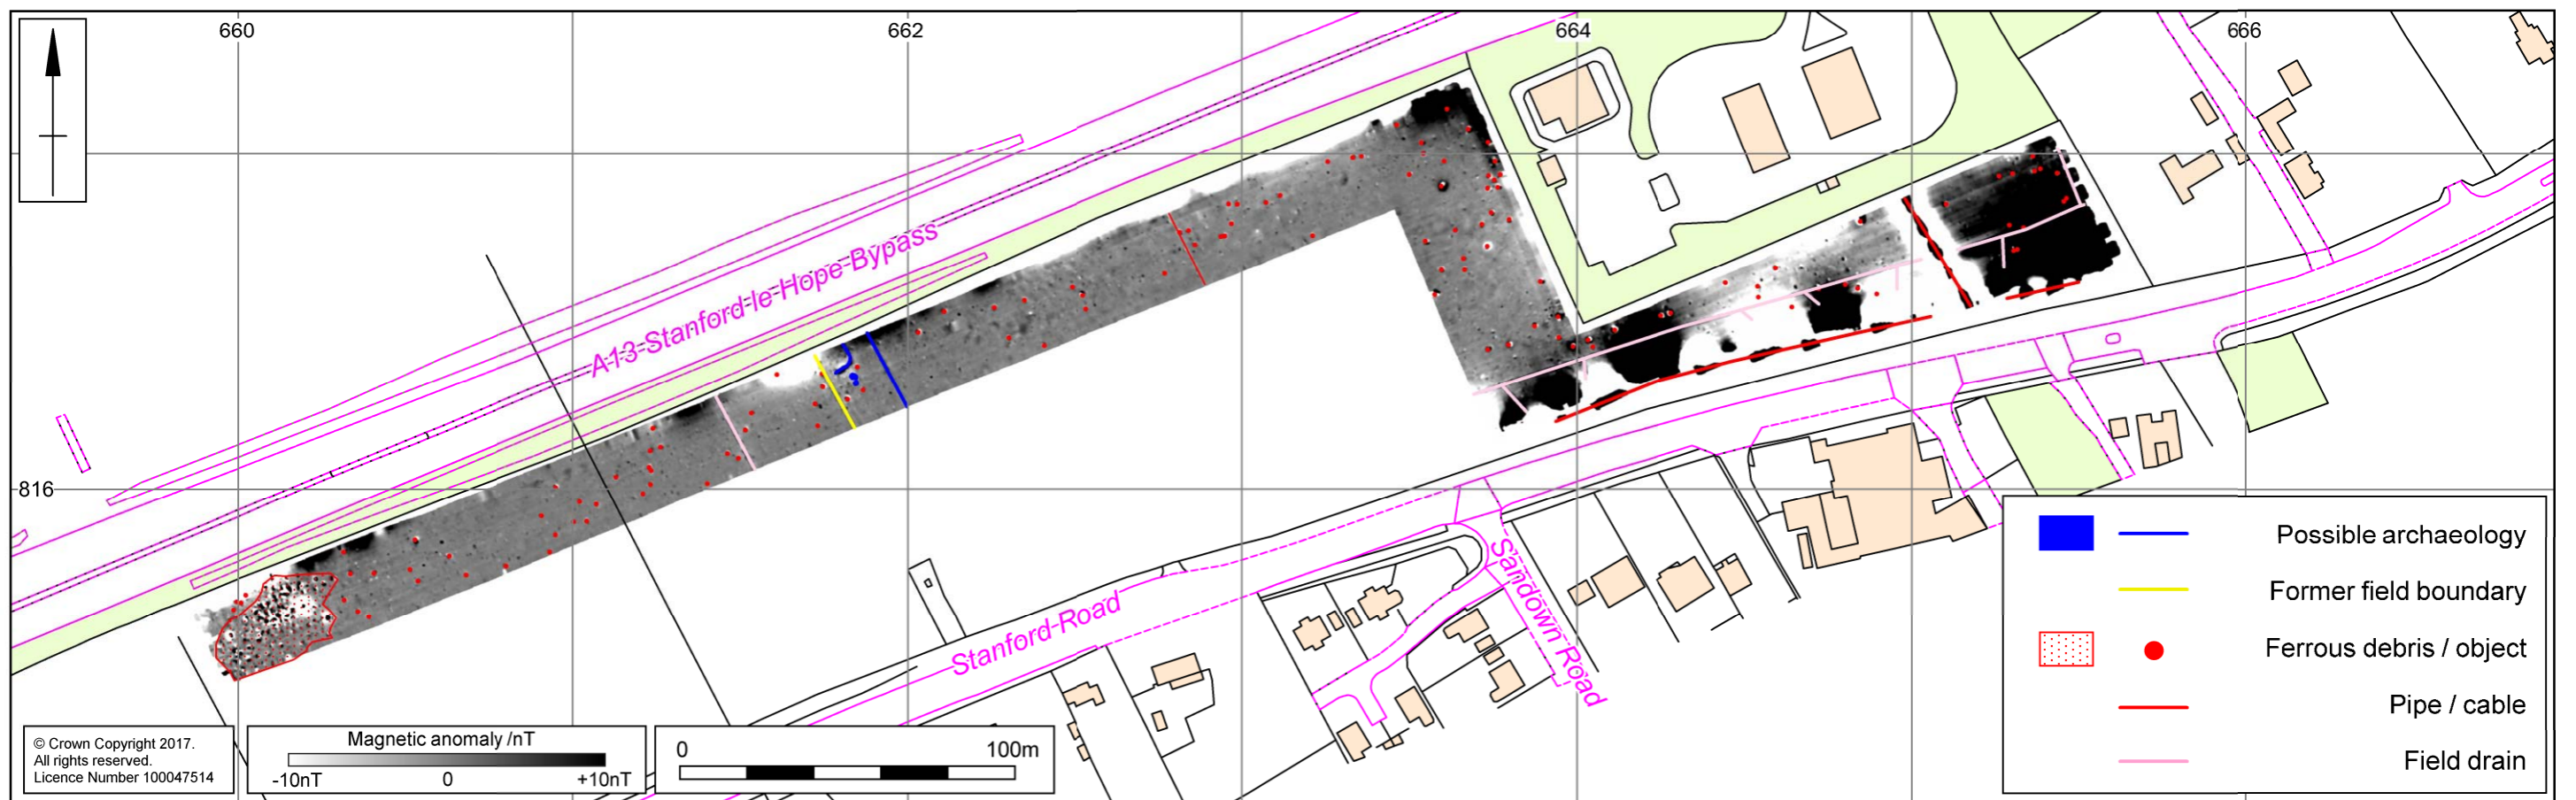 660
662
664
666
A13 Stanford le Hope Bypass
816
Possible archaeology
Former field boundary
Stanford Road
Sandown Road
Ferrous debris / object
Pipe / cable
Field drain
© Crown Copyright 2017.
All rights reserved.
Licence Number 100047514
Magnetic anomaly /nT
-10nT 0 +10nT
0 100m